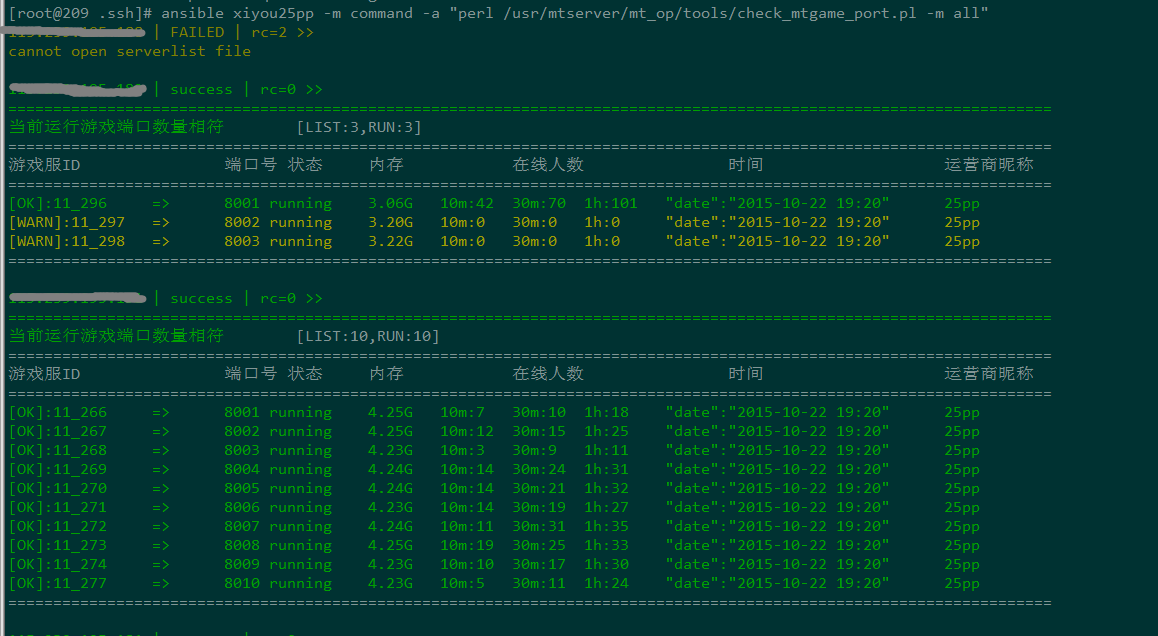 [root@209 .ssh]# ansible xiyou25pp -m command -a "perl /usr/mtserver/mt_op/tools/check_mtgame_port.pl -m all"
| FAILED | rc=2 >>
cannot open serverlist file
| success | rc=0 >>
================================================================================
当前运行游戏端口数量相符 [LIST:3,RUN:3]
================================================================================
游戏服ID 端口号 状态 内存 在线人数 时间 运营商昵称
================================================================================
[OK]:11_296 => 8001 running 3.06G 10m:42 30m:70 1h:101 "date":"2015-10-22 19:20" 25pp
[WARN]:11_297 => 8002 running 3.20G 10m:0 30m:0 1h:0 "date":"2015-10-22 19:20" 25pp
[WARN]:11_298 => 8003 running 3.22G 10m:0 30m:0 1h:0 "date":"2015-10-22 19:20" 25pp
================================================================================
| success | rc=0 >>
================================================================================
当前运行游戏端口数量相符 [LIST:10,RUN:10]
================================================================================
游戏服ID 端口号 状态 内存 在线人数 时间 运营商昵称
================================================================================
[OK]:11_266 => 8001 running 4.25G 10m:7 30m:10 1h:18 "date":"2015-10-22 19:20" 25pp
[OK]:11_267 => 8002 running 4.25G 10m:12 30m:15 1h:25 "date":"2015-10-22 19:20" 25pp
[OK]:11_268 => 8003 running 4.23G 10m:3 30m:9 1h:11 "date":"2015-10-22 19:20" 25pp
[OK]:11_269 => 8004 running 4.24G 10m:14 30m:24 1h:31 "date":"2015-10-22 19:20" 25pp
[OK]:11_270 => 8005 running 4.24G 10m:14 30m:21 1h:32 "date":"2015-10-22 19:20" 25pp
[OK]:11_271 => 8006 running 4.23G 10m:14 30m:19 1h:27 "date":"2015-10-22 19:20" 25pp
[OK]:11_272 => 8007 running 4.24G 10m:11 30m:31 1h:35 "date":"2015-10-22 19:20" 25pp
[OK]:11_273 => 8008 running 4.25G 10m:19 30m:25 1h:33 "date":"2015-10-22 19:20" 25pp
[OK]:11_274 => 8009 running 4.23G 10m:10 30m:17 1h:30 "date":"2015-10-22 19:20" 25pp
[OK]:11_277 => 8010 running 4.23G 10m:5 30m:11 1h:24 "date":"2015-10-22 19:20" 25pp
================================================================================